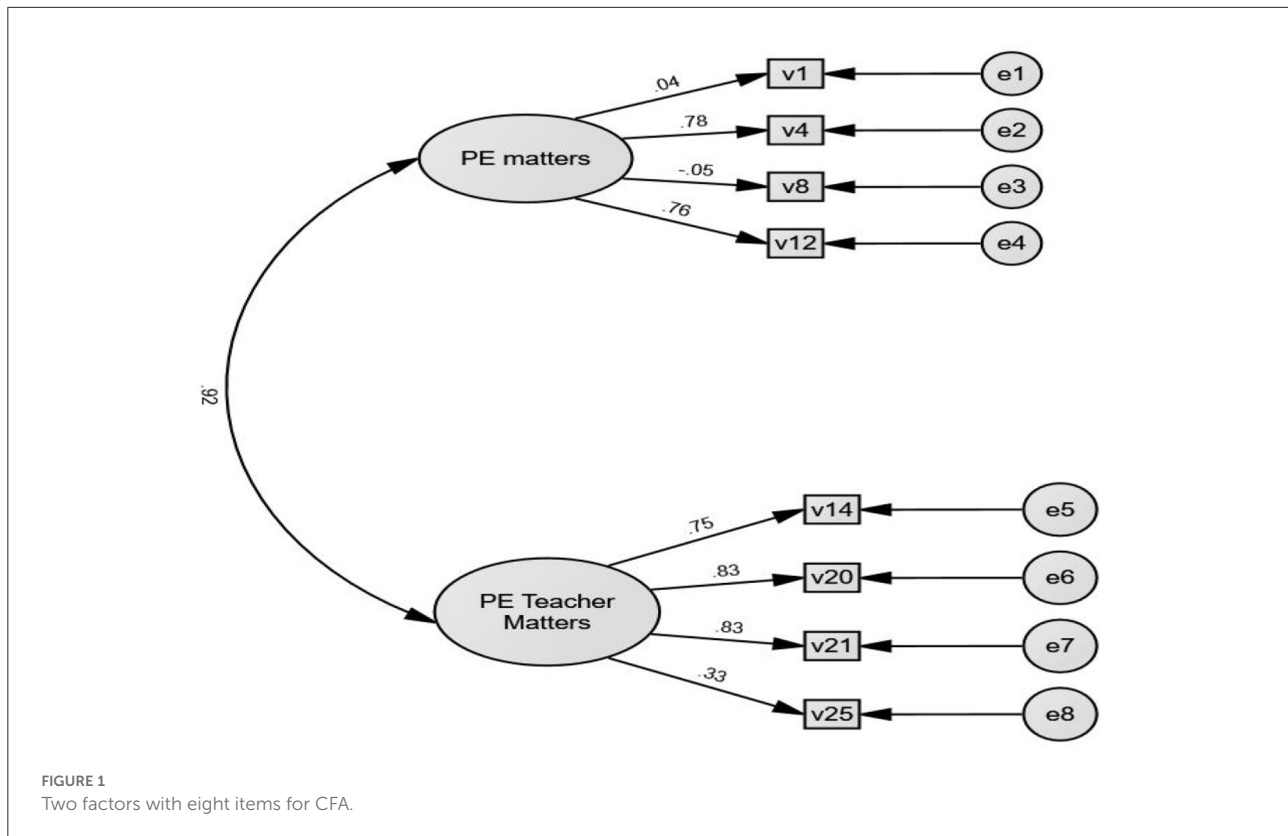 .04
v1
e1
PE matters
.78
v4
e2
-.05
v8
e3
.76
v12
e4
.92
.75
v14
e5
PE Teacher
Matters
.83
v20
e6
.83
v21
e7
.33
v25
e8
FIGURE 1
Two factors with eight items for CFA.